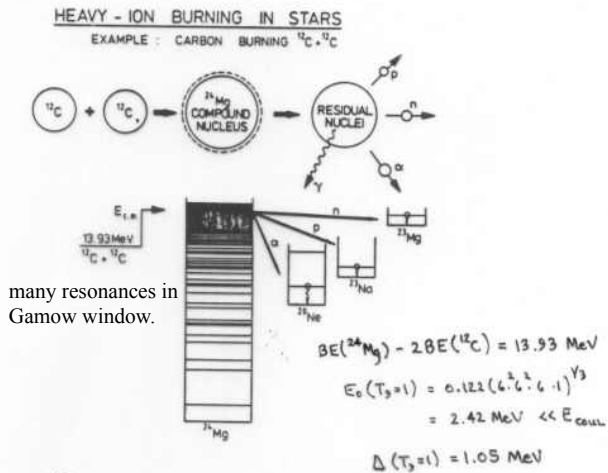 HEAVY - ION BURNING IN STARS
EXAMPLE : CARBON BURNING ¹²C+¹²C
¹²C + ¹²C
²⁴Mg
COMPOUND
NUCLEUS
RESIDUAL
NUCLEI
p
n
α
γ
E c.m
13.93 MeV
¹²C + ¹²C
n
p
α
²³Mg
²³Na
²⁰Ne
many resonances in
Gamow window.
²⁴Mg
BE(²⁴Mg) - 2BE(¹²C) = 13.93 MeV
E₀(T₉=1) = 0.122(6²·6²·6·1)^1/3
= 2.42 MeV << E COUL
Δ(T₉=1) = 1.05 MeV